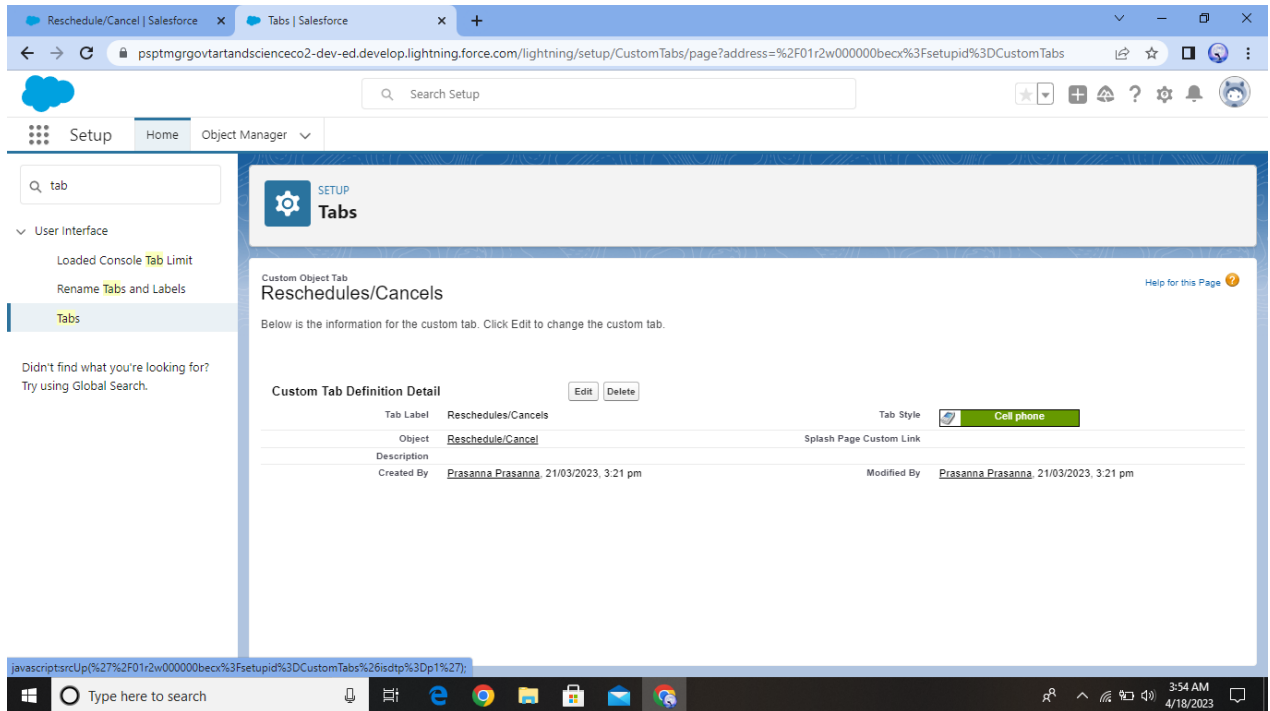 Reschedule/Cancel | Salesforce
Tabs | Salesforce
psptmgrgovtartandscienceco2-dev-ed.develop.lightning.force.com/lightning/setup/CustomTabs/page?address=%2F01r2w000000becx%3Fsetupid%3DCustomTabs
Search Setup
Setup Home Object Manager
tab
User Interface
Loaded Console Tab Limit
Rename Tabs and Labels
Tabs
Didn't find what you're looking for?
Try using Global Search.
SETUP
Tabs
Custom Object Tab
Reschedules/Cancels
Help for this Page
Below is the information for the custom tab. Click Edit to change the custom tab.
Custom Tab Definition Detail Edit Delete
Tab Label Reschedules/Cancels Tab Style Cell phone
Object Reschedule/Cancel Splash Page Custom Link
Description
Created By Prasanna Prasanna, 21/03/2023, 3:21 pm Modified By Prasanna Prasanna, 21/03/2023, 3:21 pm
javascript:srcUp(%27%2F01r2w000000becx%3Fsetupid%3DCustomTabs%26isdtp%3Dp1%27);
Type here to search
3:54 AM
4/18/2023